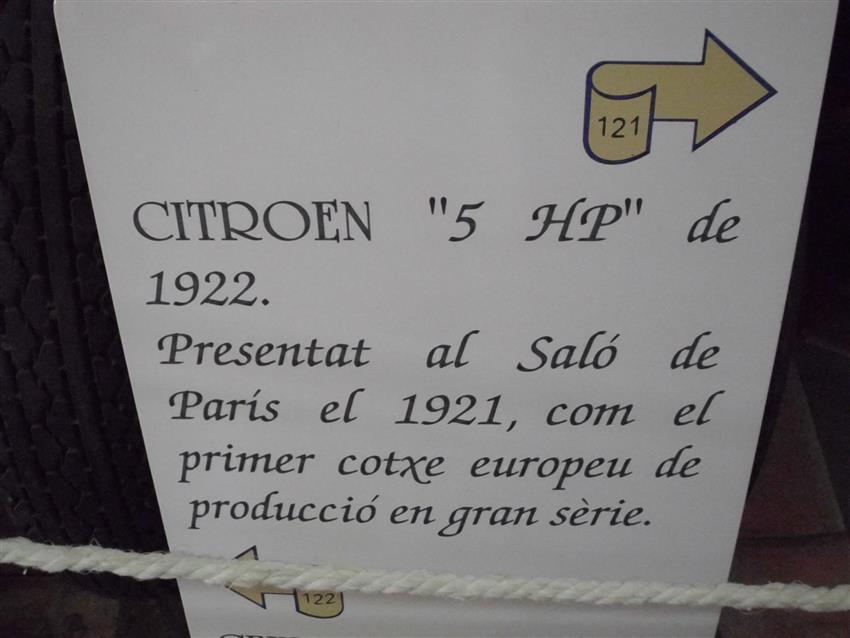 121
CITROEN "5 HP" de
1922.
Presentat al Saló de
París el 1921, com el
primer cotxe europeu de
producció en gran sèrie.
122